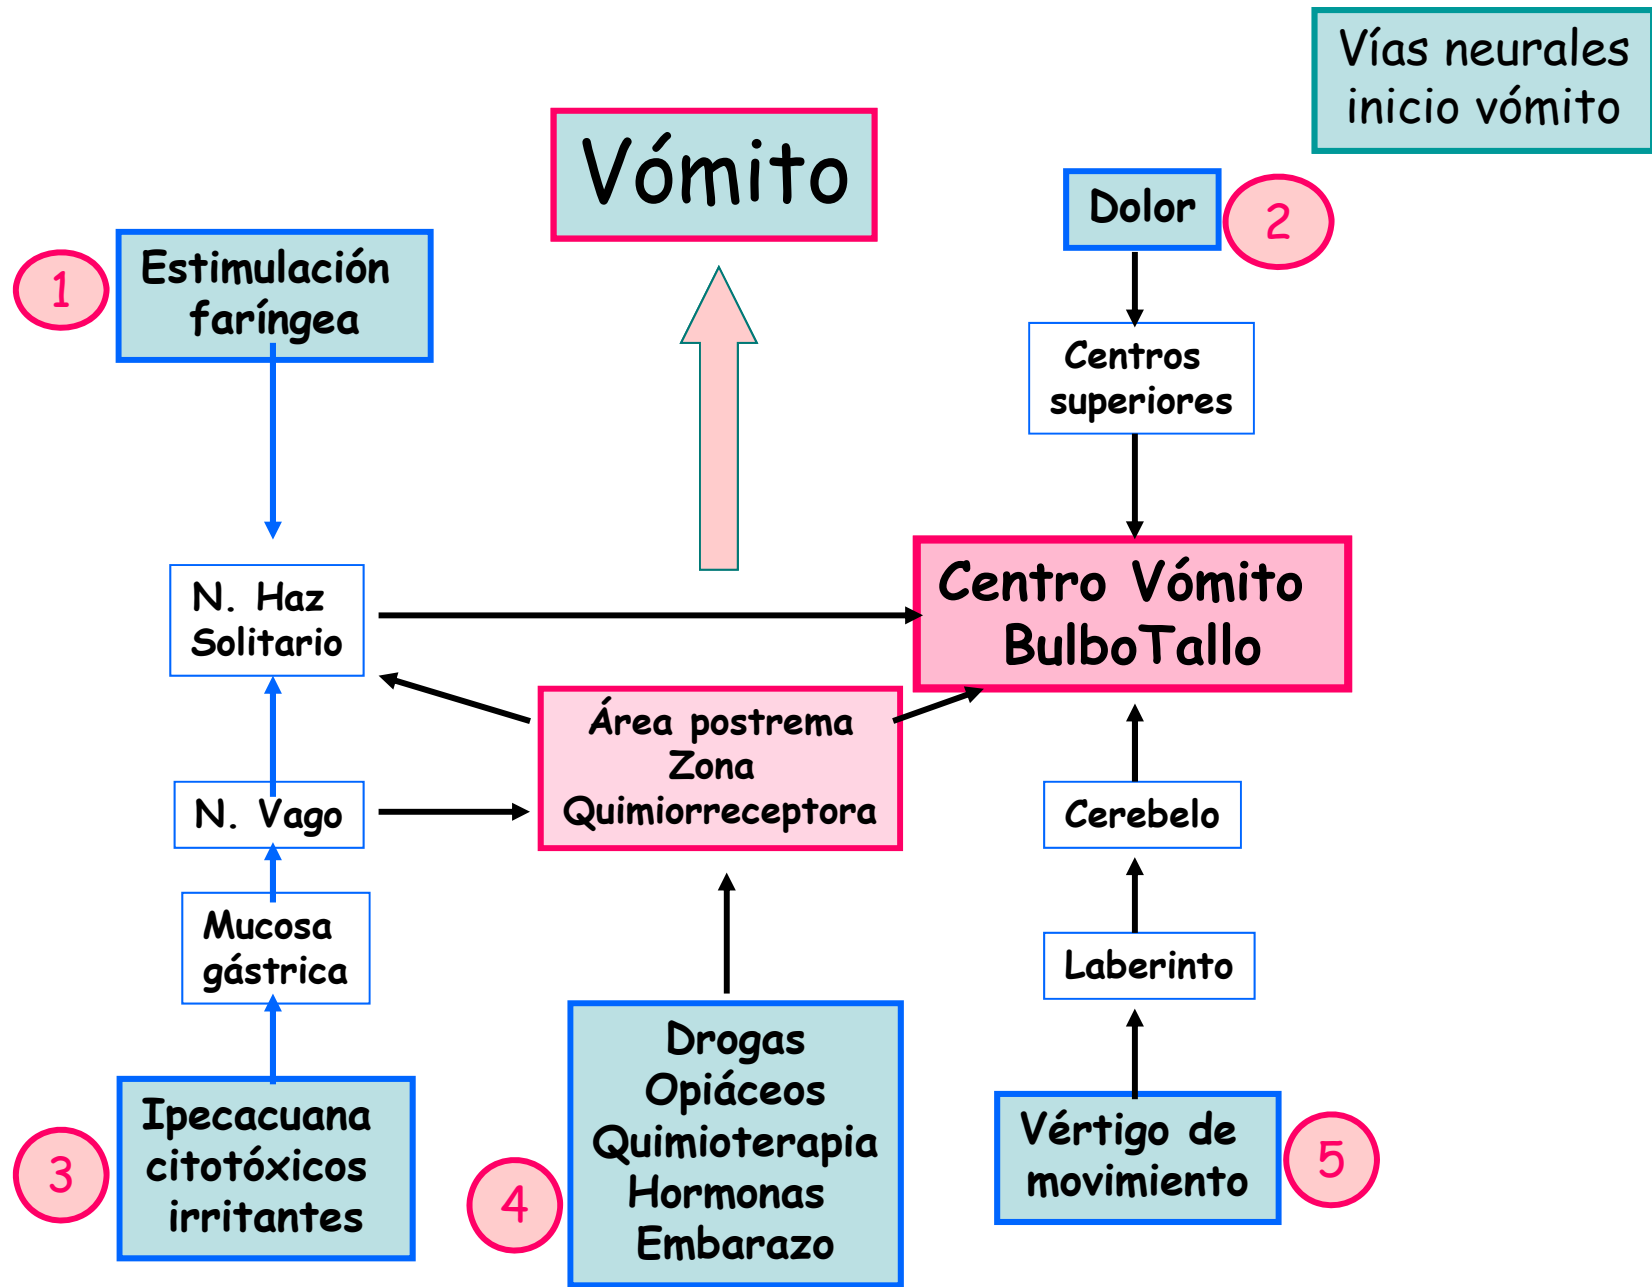 Vías neurales
inicio vómito
Vómito
Dolor
2
1
Estimulación
faríngea
Centros
superiores
N. Haz
Solitario
Centro Vómito
BulboTallo
Área postrema
Zona
Quimiorreceptora
N. Vago
Cerebelo
Mucosa
gástrica
Laberinto
3
Ipecacuana
citotóxicos
irritantes
4
Drogas
Opiáceos
Quimioterapia
Hormonas
Embarazo
Vértigo de
movimiento
5